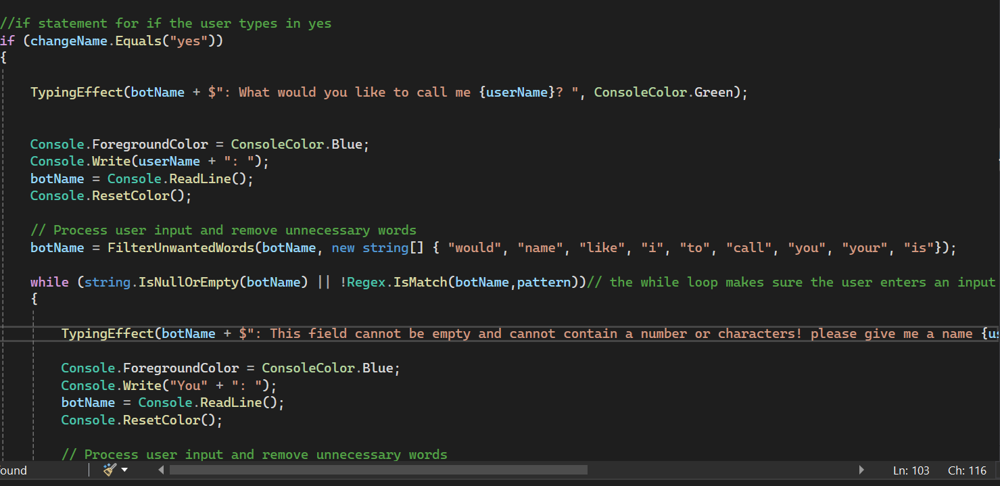 //if statement for if the user types in yes
if (changeName.Equals("yes"))
{
TypingEffect(botName + $": What would you like to call me {userName}? ", ConsoleColor.Green);
Console.ForegroundColor = ConsoleColor.Blue;
Console.Write(userName + ": ");
botName = Console.ReadLine();
Console.ResetColor();
// Process user input and remove unnecessary words
botName = FilterUnwantedWords(botName, new string[] { "would", "name", "like", "i", "to", "call", "you", "your", "is"});
while (string.IsNullOrEmpty(botName) || !Regex.IsMatch(botName,pattern))// the while loop makes sure the user enters an input
{
TypingEffect(botName + $": This field cannot be empty and cannot contain a number or characters! please give me a name {us
Console.ForegroundColor = ConsoleColor.Blue;
Console.Write("You" + ": ");
botName = Console.ReadLine();
Console.ResetColor();
// Process user input and remove unnecessary words
ound Ln: 103 Ch: 116